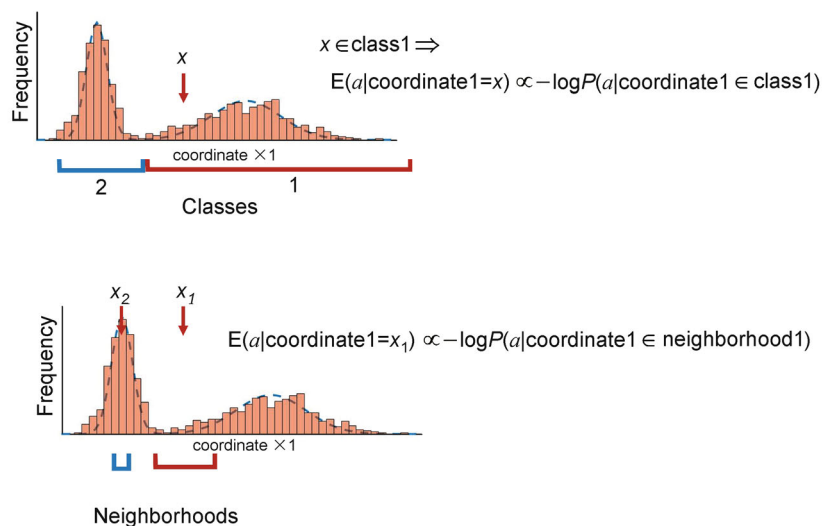 Frequency
x
x ∈ class1 ⇒
E(a|coordinate1=x) ∝ −logP(a|coordinate1 ∈ class1)
coordinate ×1
2
1
Classes
Frequency
x₂
x₁
E(a|coordinate1=x₁) ∝ −logP(a|coordinate1 ∈ neighborhood1)
coordinate ×1
Neighborhoods